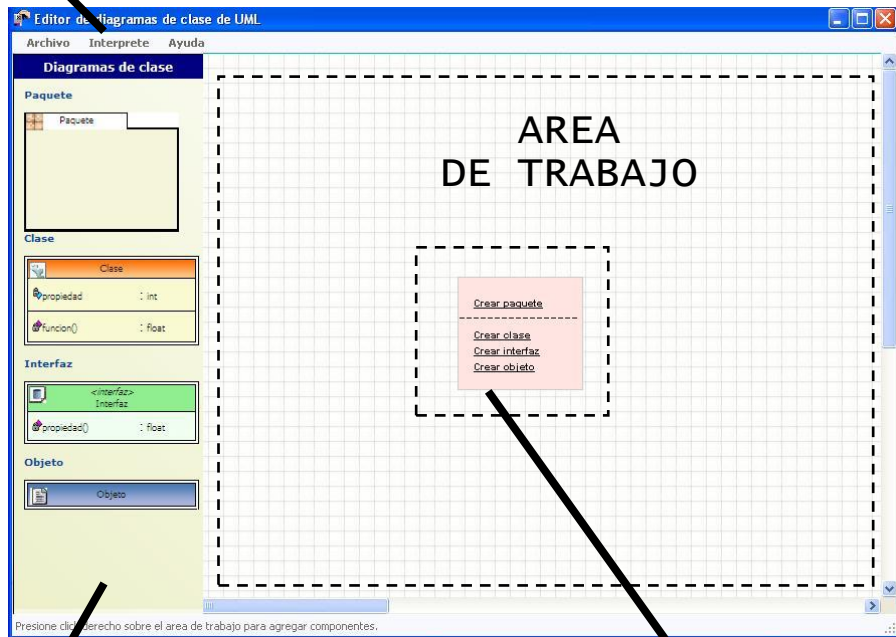 Editor de diagramas de clase de UML
Archivo Interprete Ayuda
Diagramas de clase
Paquete
Paquete
Clase
Clase
propiedad : int
funcion() : float
Interfaz
<interfaz>
Interfaz
propiedad() : float
Objeto
Objeto
AREA
DE TRABAJO
Crear paquete
Crear clase
Crear interfaz
Crear objeto
Presione click derecho sobre el area de trabajo para agregar componentes.